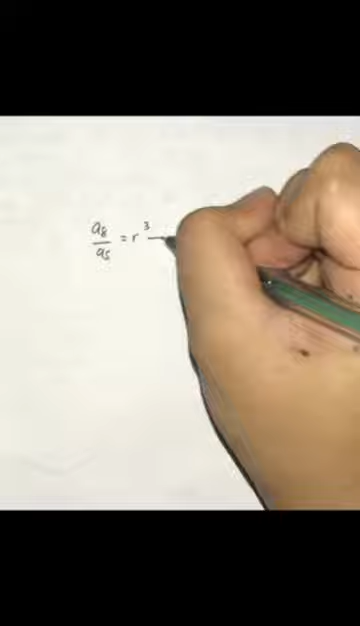 a₈/a₅ = r³ —